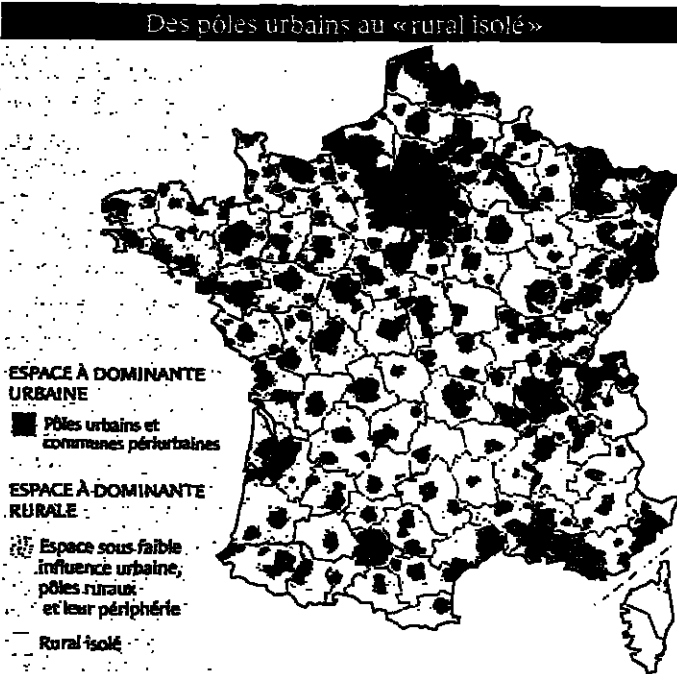 Des pôles urbains au «rural isolé»
ESPACE À DOMINANTE
URBAINE
Pôles urbains et
communes périurbaines
ESPACE À DOMINANTE
RURALE
Espace sous faible
influence urbaine,
pôles ruraux
et leur périphérie
Rural isolé